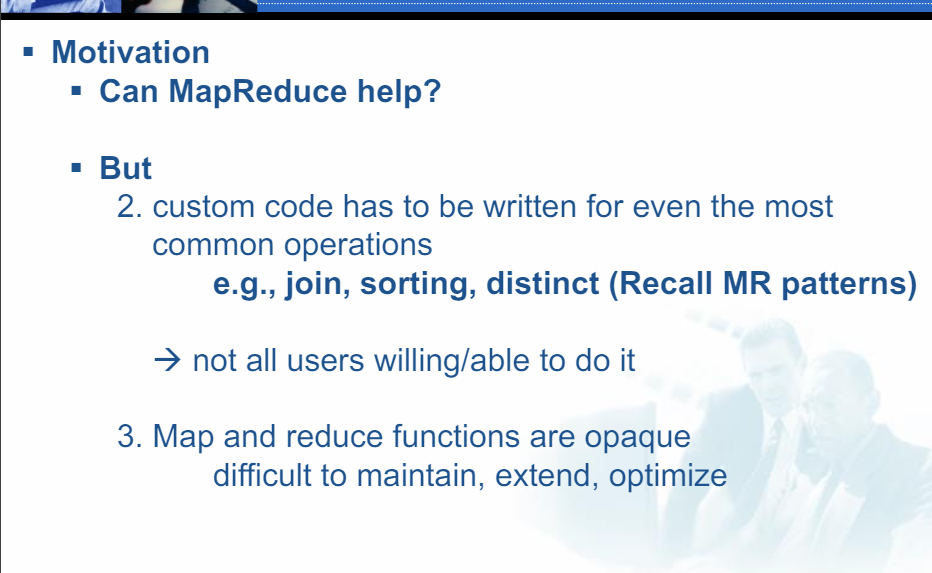 ▪ Motivation
▪ Can MapReduce help?
▪ But
2. custom code has to be written for even the most
common operations
e.g., join, sorting, distinct (Recall MR patterns)
→ not all users willing/able to do it
3. Map and reduce functions are opaque
difficult to maintain, extend, optimize